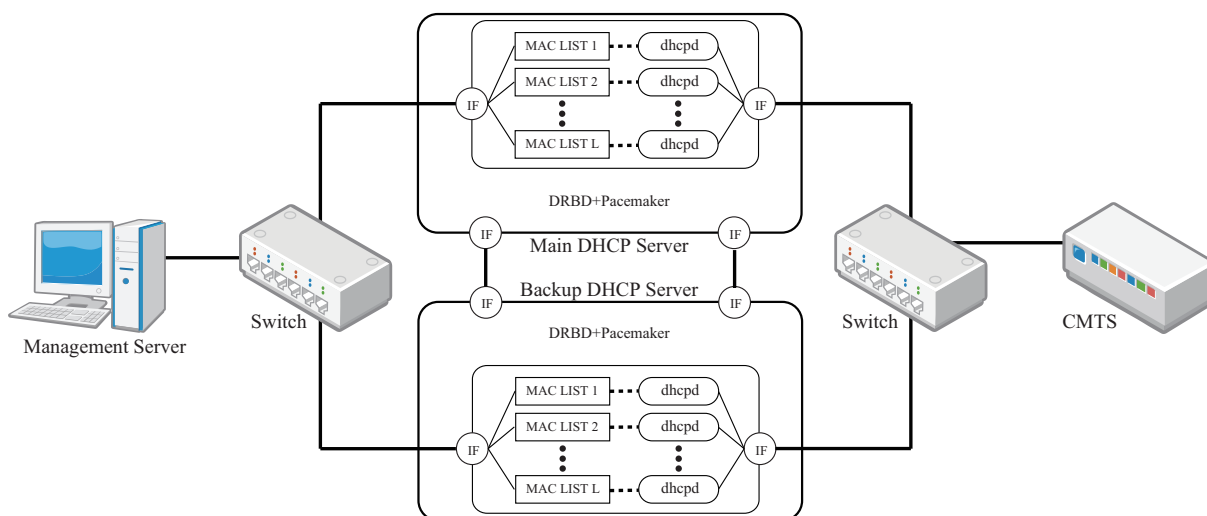 MAC LIST 1
dhcpd
MAC LIST 2
dhcpd
IF
IF
MAC LIST L
dhcpd
DRBD+Pacemaker
IF
IF
Main DHCP Server
Backup DHCP Server
IF
IF
Switch
Switch
CMTS
Management Server
DRBD+Pacemaker
MAC LIST 1
dhcpd
MAC LIST 2
dhcpd
IF
IF
MAC LIST L
dhcpd